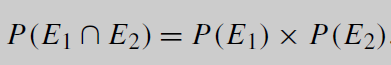 P(E₁ ∩ E₂) = P(E₁) × P(E₂).